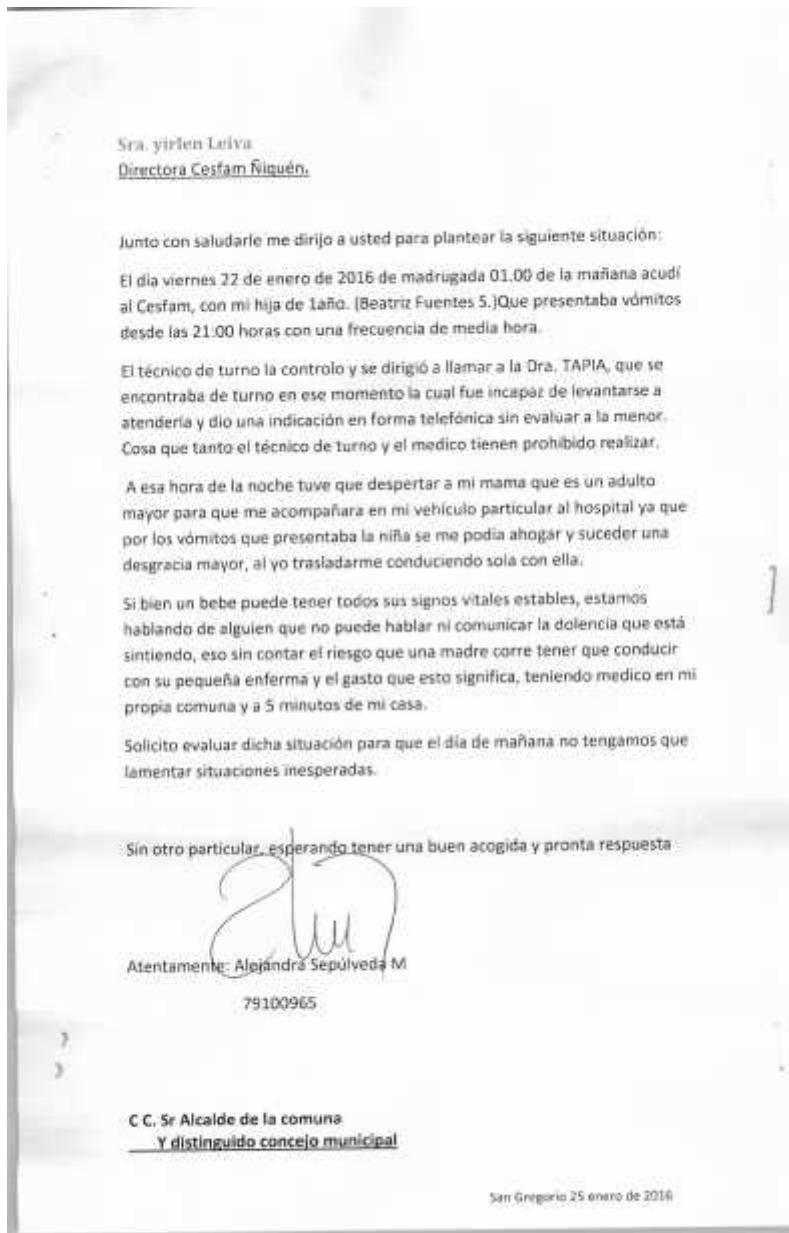 Sra. yirlen Leiva
Directora Cesfam Ñiquén.
Junto con saludarle me dirijo a usted para plantear la siguiente situación:
El dia viernes 22 de enero de 2016 de madrugada 01.00 de la mañana acudí
al Cesfam, con mi hija de 1año. (Beatriz Fuentes S.)Que presentaba vómitos
desde las 21:00 horas con una frecuencia de media hora.
El técnico de turno la controlo y se dirigió a llamar a la Dra. TAPIA, que se
encontraba de turno en ese momento la cual fue incapaz de levantarse a
atenderla y dio una indicación en forma telefónica sin evaluar a la menor.
Cosa que tanto el técnico de turno y el medico tienen prohibido realizar.
A esa hora de la noche tuve que despertar a mi mama que es un adulto
mayor para que me acompañara en mi vehículo particular al hospital ya que
por los vómitos que presentaba la niña se me podía ahogar y suceder una
desgracia mayor, al yo trasladarme conduciendo sola con ella.
Si bien un bebe puede tener todos sus signos vitales estables, estamos
hablando de alguien que no puede hablar ni comunicar la dolencia que está
sintiendo, eso sin contar el riesgo que una madre corre tener que conducir
con su pequeña enferma y el gasto que esto significa, teniendo medico en mi
propia comuna y a 5 minutos de mi casa.
Solicito evaluar dicha situación para que el día de mañana no tengamos que
lamentar situaciones inesperadas.
Sin otro particular, esperando tener una buen acogida y pronta respuesta
Atentamente: Alejandra Sepúlveda M
79100965
C C. Sr Alcalde de la comuna
Y distinguido concejo municipal
San Gregorio 25 enero de 2016